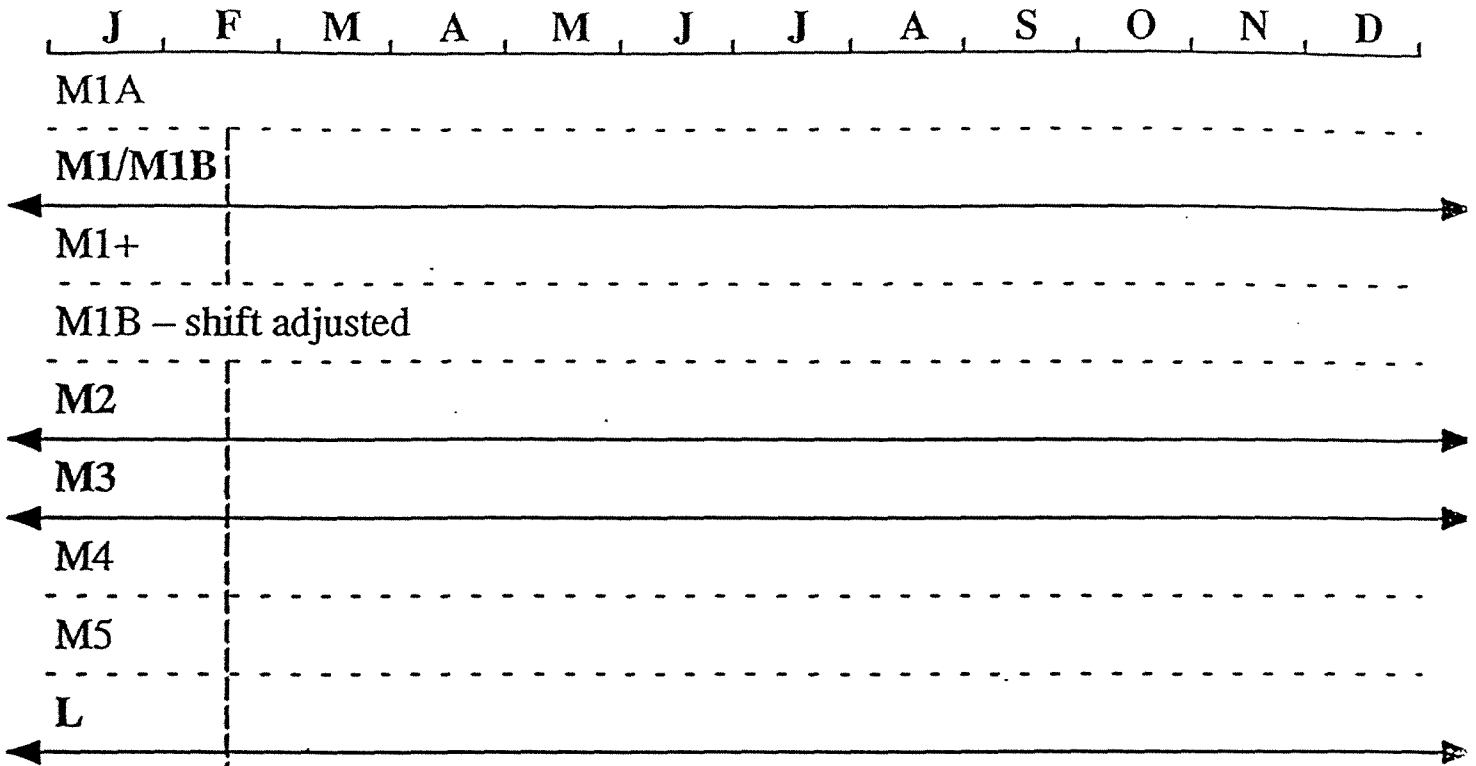 J F M A M J J A S O N D
M1A
M1/M1B
M1+
M1B – shift adjusted
M2
M3
M4
M5
L